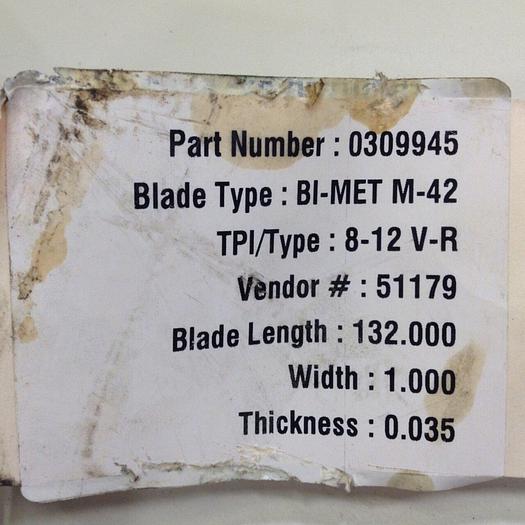 Part Number : 0309945
Blade Type : BI-MET M-42
TPI/Type : 8-12 V-R
Vendor # : 51179
Blade Length : 132.000
Width : 1.000
Thickness : 0.035